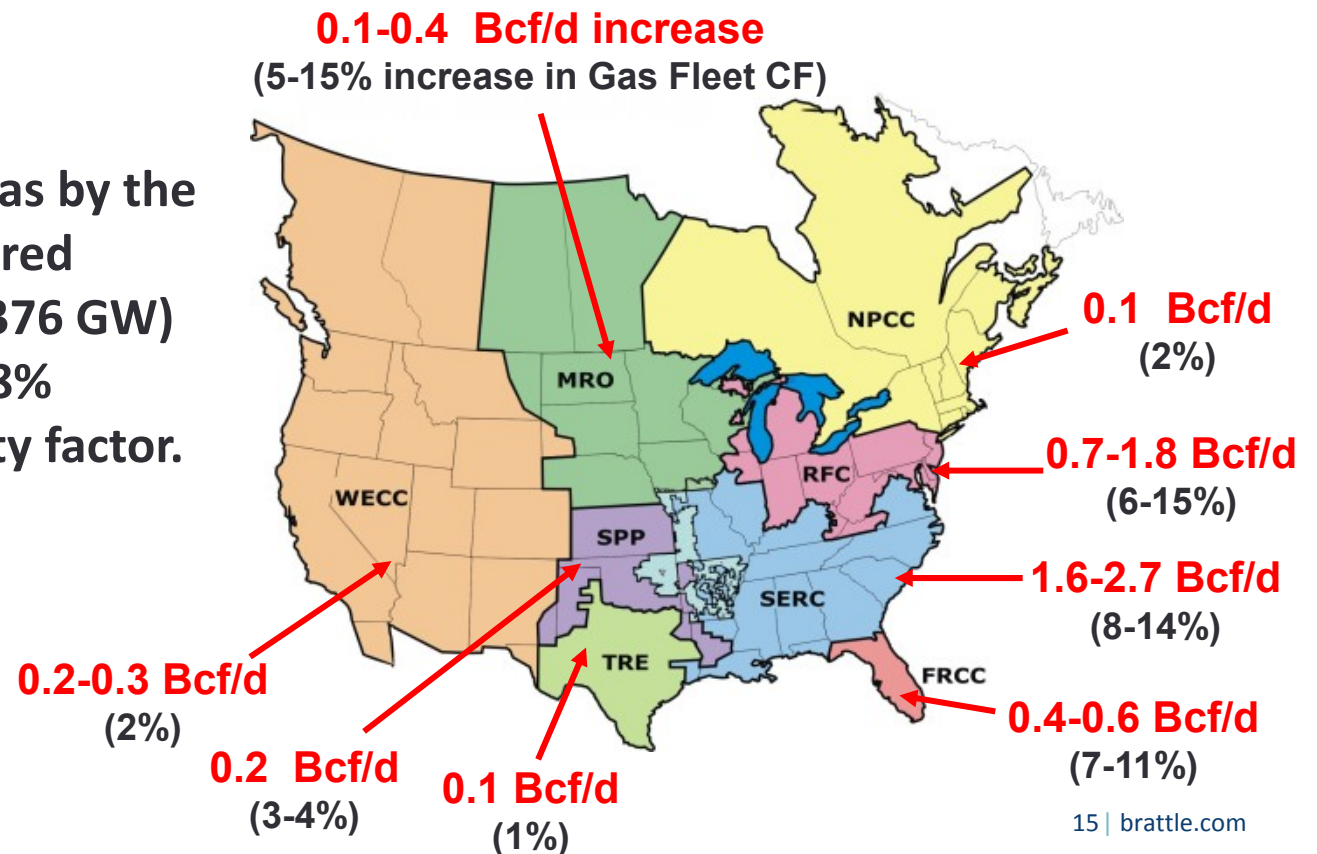 0.1-0.4 Bcf/d increase
(5-15% increase in Gas Fleet CF)
as by the
red
376 GW)
3%
ty factor.
NPCC
0.1 Bcf/d
(2%)
MRO
0.7-1.8 Bcf/d
(6-15%)
RFC
WECC
SPP
1.6-2.7 Bcf/d
(8-14%)
SERC
TRE
FRCC
0.2-0.3 Bcf/d
(2%)
0.4-0.6 Bcf/d
(7-11%)
0.2 Bcf/d
(3-4%)
0.1 Bcf/d
(1%)
15| brattle.com